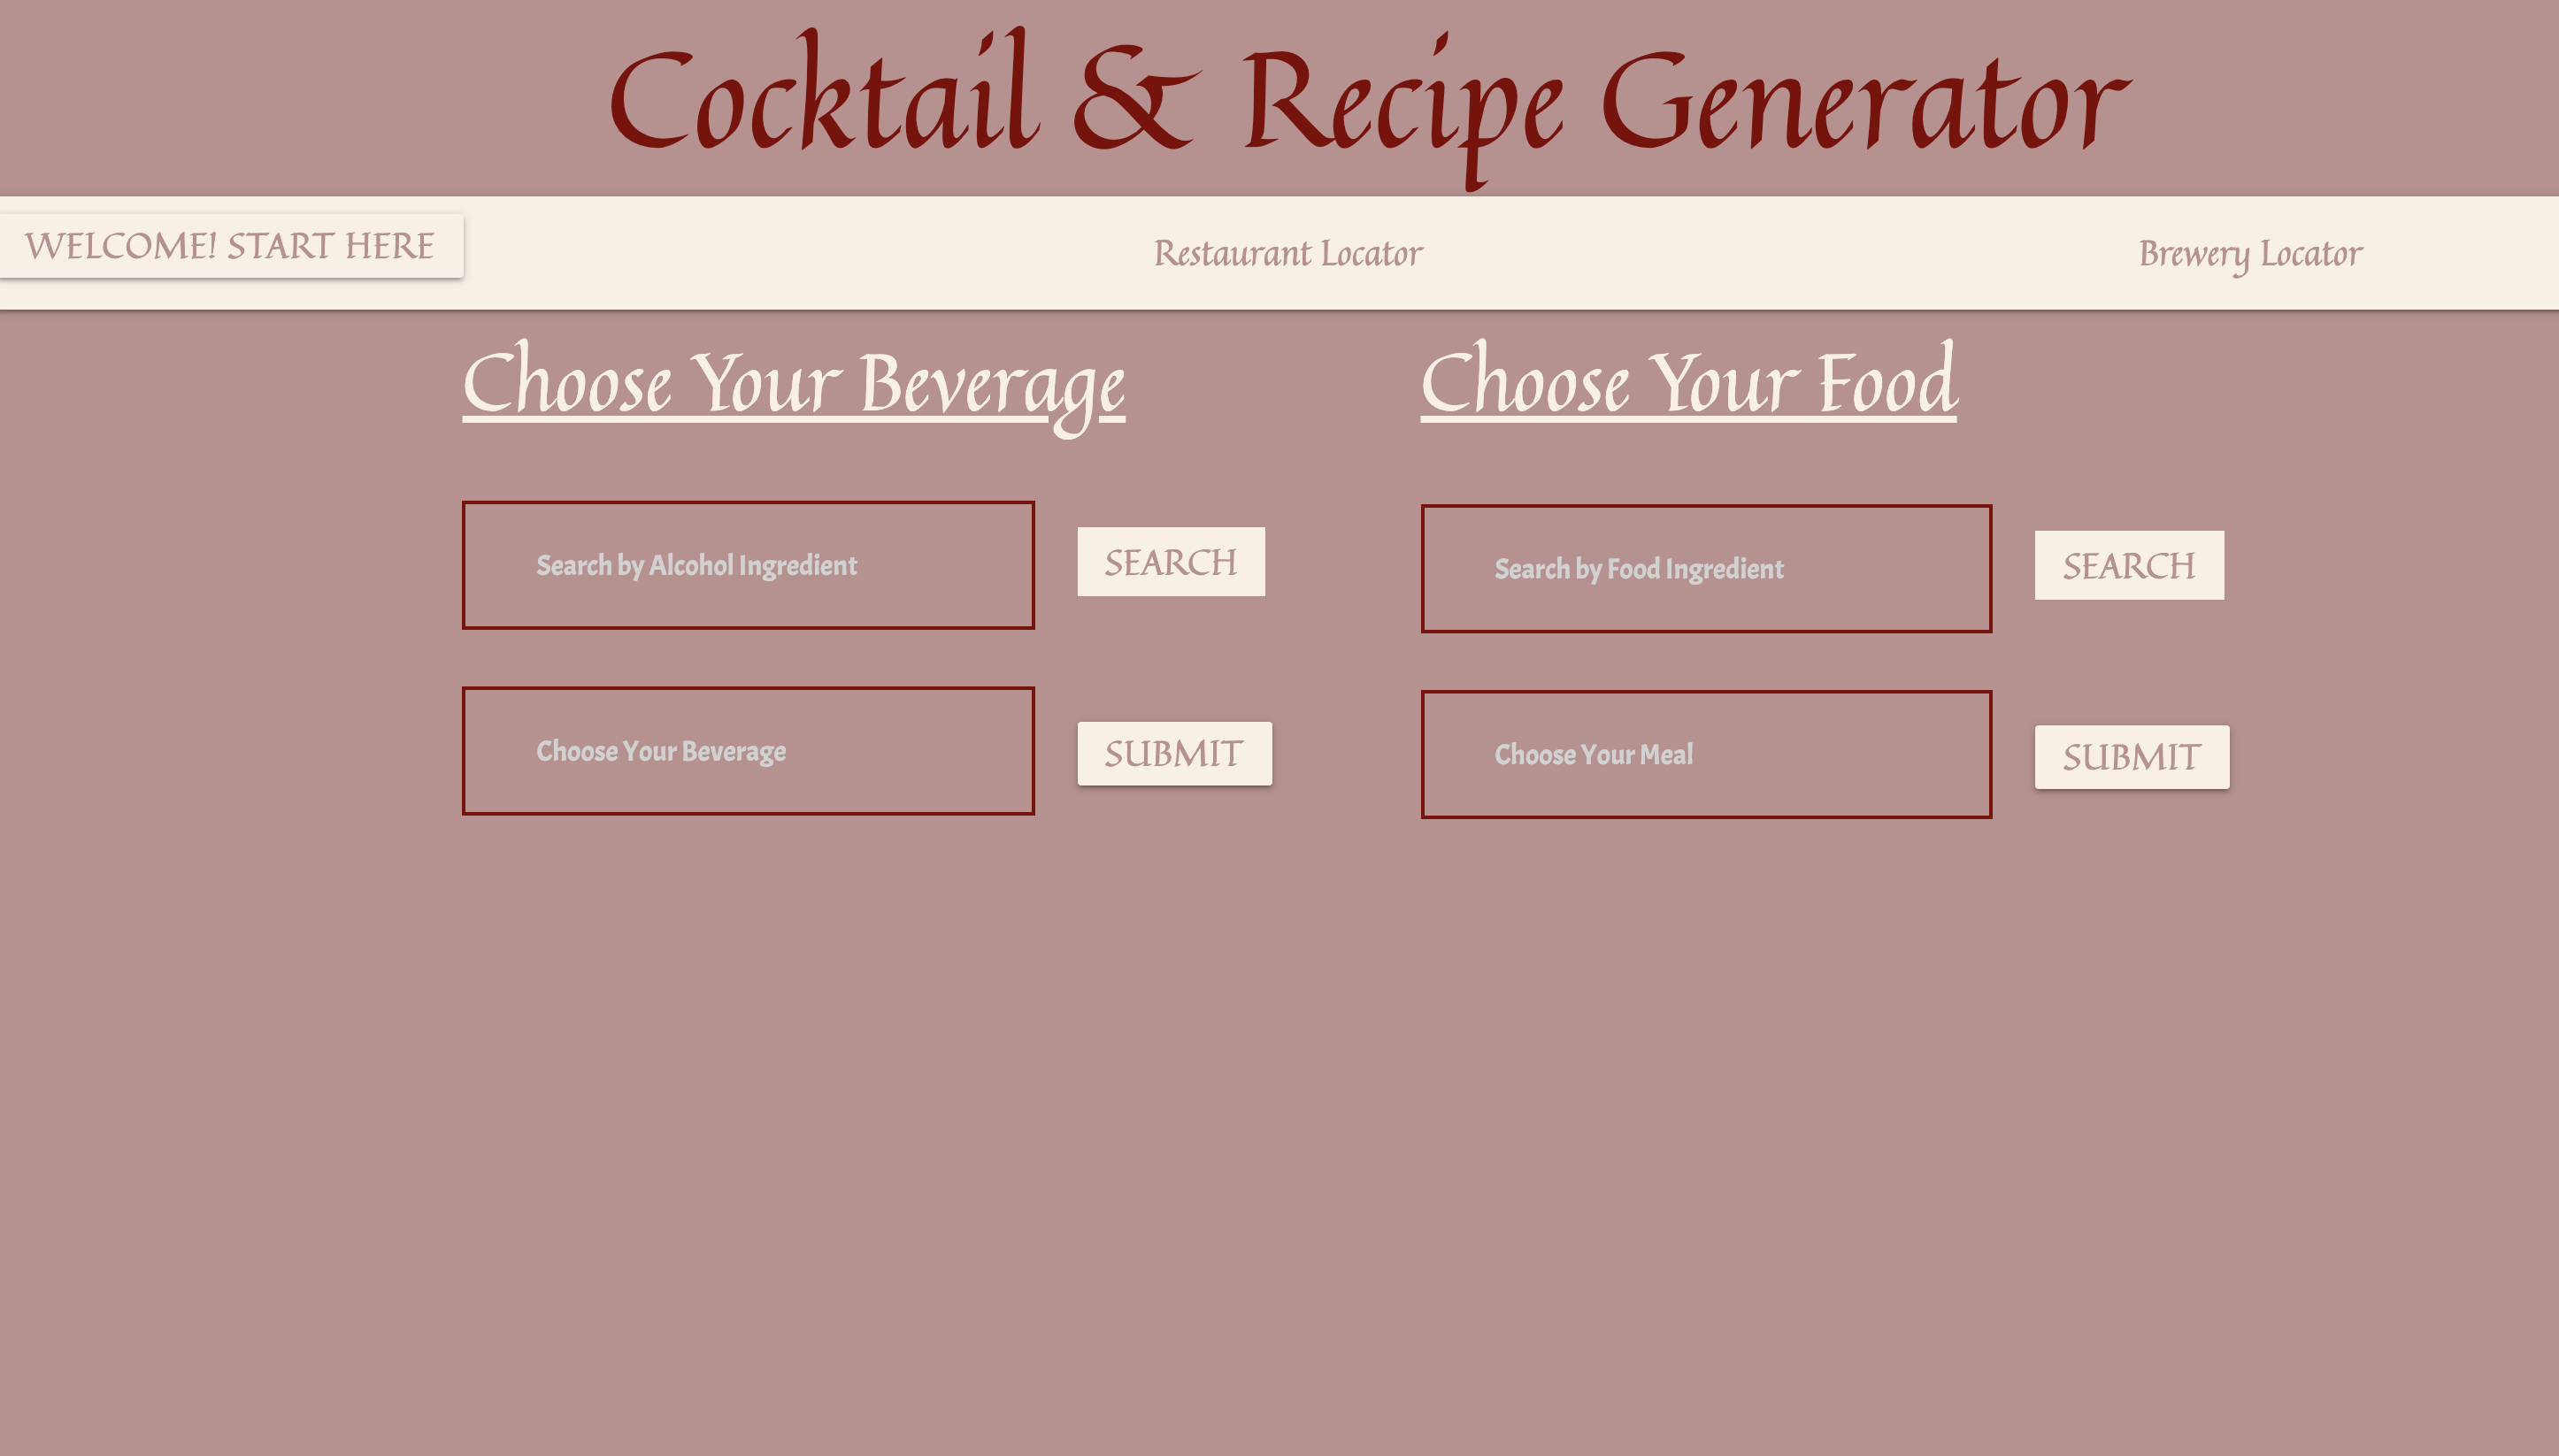 Cocktail & Recipe Generator
WELCOME! START HERE
Restaurant Locator
Brewery Locator
Choose Your Beverage
Search by Alcohol Ingredient
SEARCH
Choose Your Beverage
SUBMIT
Choose Your Food
Search by Food Ingredient
SEARCH
Choose Your Meal
SUBMIT